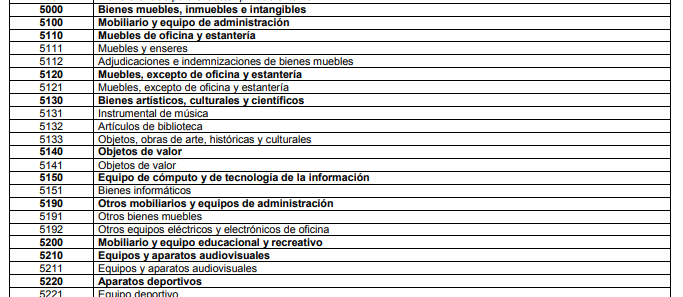 5000 Bienes muebles, inmuebles e intangibles
5100 Mobiliario y equipo de administración
5110 Muebles de oficina y estantería
5111 Muebles y enseres
5112 Adjudicaciones e indemnizaciones de bienes muebles
5120 Muebles, excepto de oficina y estantería
5121 Muebles, excepto de oficina y estantería
5130 Bienes artísticos, culturales y científicos
5131 Instrumental de música
5132 Artículos de biblioteca
5133 Objetos, obras de arte, históricas y culturales
5140 Objetos de valor
5141 Objetos de valor
5150 Equipo de cómputo y de tecnología de la información
5151 Bienes informáticos
5190 Otros mobiliarios y equipos de administración
5191 Otros bienes muebles
5192 Otros equipos eléctricos y electrónicos de oficina
5200 Mobiliario y equipo educacional y recreativo
5210 Equipos y aparatos audiovisuales
5211 Equipos y aparatos audiovisuales
5220 Aparatos deportivos
5221 Equipo deportivo